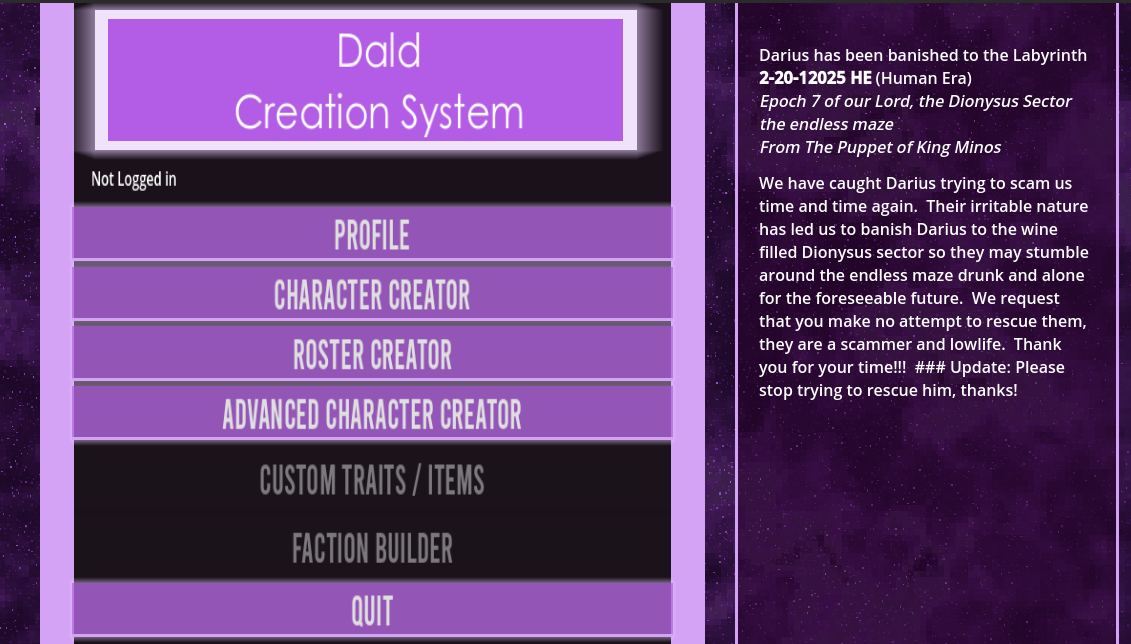 Dald
Creation System
Not Logged in
PROFILE
CHARACTER CREATOR
ROSTER CREATOR
ADVANCED CHARACTER CREATOR
CUSTOM TRAITS / ITEMS
FACTION BUILDER
QUIT
Darius has been banished to the Labyrinth
2-20-12025 HE (Human Era)
Epoch 7 of our Lord, the Dionysus Sector
the endless maze
From The Puppet of King Minos
We have caught Darius trying to scam us
time and time again.  Their irritable nature
has led us to banish Darius to the wine
filled Dionysus sector so they may stumble
around the endless maze drunk and alone
for the foreseeable future.  We request
that you make no attempt to rescue them,
they are a scammer and lowlife.  Thank
you for your time!!!  ### Update: Please
stop trying to rescue him, thanks!